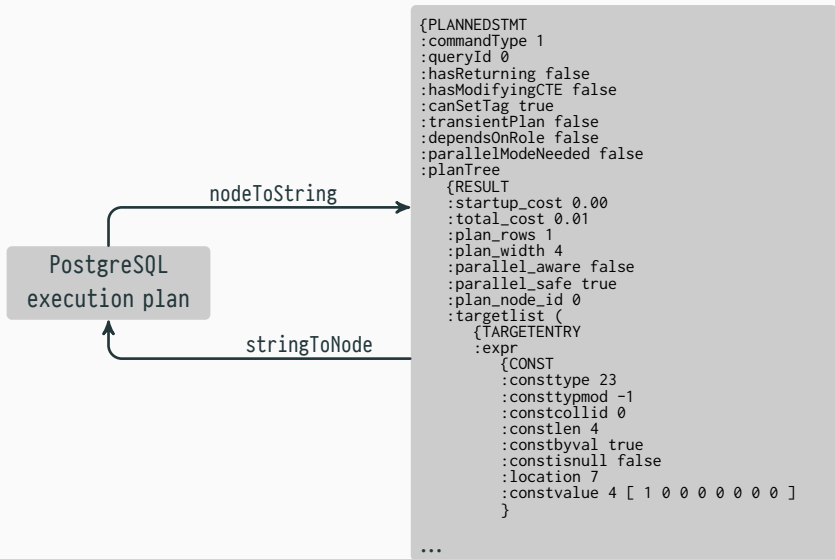 nodeToString
PostgreSQL
execution plan
stringToNode
{PLANNEDSTMT
:commandType 1
:queryId 0
:hasReturning false
:hasModifyingCTE false
:canSetTag true
:transientPlan false
:dependsOnRole false
:parallelModeNeeded false
:planTree
{RESULT
:startup_cost 0.00
:total_cost 0.01
:plan_rows 1
:plan_width 4
:parallel_aware false
:parallel_safe true
:plan_node_id 0
:targetlist (
{TARGETENTRY
:expr
{CONST
:consttype 23
:consttypmod -1
:constcollid 0
:constlen 4
:constbyval true
:constisnull false
:location 7
:constvalue 4 [ 1 0 0 0 0 0 0 0 ]
}
...